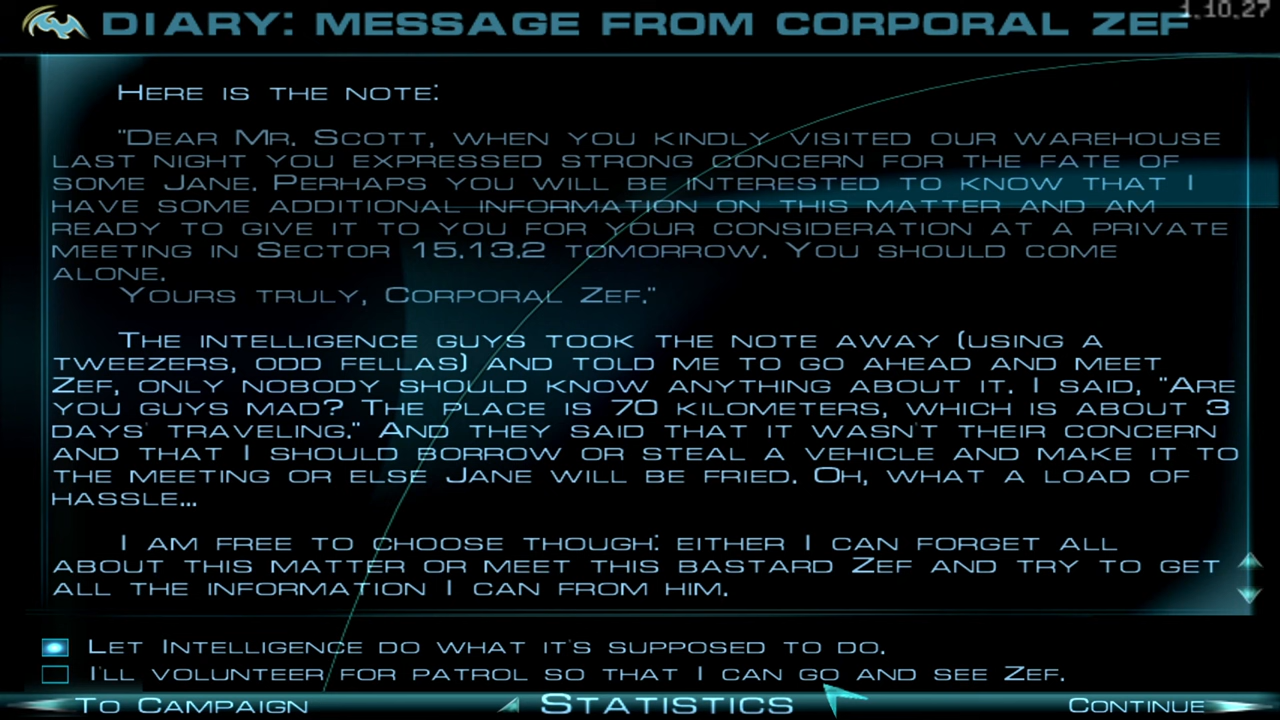 DIARY: MESSAGE FROM CORPORAL ZEF
1.10.27
HERE IS THE NOTE:
"DEAR MR. SCOTT, WHEN YOU KINDLY VISITED OUR WAREHOUSE
LAST NIGHT YOU EXPRESSED STRONG CONCERN FOR THE FATE OF
SOME JANE. PERHAPS YOU WILL BE INTERESTED TO KNOW THAT I
HAVE SOME ADDITIONAL INFORMATION ON THIS MATTER AND AM
READY TO GIVE IT TO YOU FOR YOUR CONSIDERATION AT A PRIVATE
MEETING IN SECTOR 15.13.2 TOMORROW. YOU SHOULD COME
ALONE.
YOURS TRULY, CORPORAL ZEF."
THE INTELLIGENCE GUYS TOOK THE NOTE AWAY (USING A
TWEEZERS, ODD FELLAS) AND TOLD ME TO GO AHEAD AND MEET
ZEF, ONLY NOBODY SHOULD KNOW ANYTHING ABOUT IT. I SAID, "ARE
YOU GUYS MAD? THE PLACE IS 70 KILOMETERS, WHICH IS ABOUT 3
DAYS' TRAVELING." AND THEY SAID THAT IT WASN'T THEIR CONCERN
AND THAT I SHOULD BORROW OR STEAL A VEHICLE AND MAKE IT TO
THE MEETING OR ELSE JANE WILL BE FRIED. OH, WHAT A LOAD OF
HASSLE...
I AM FREE TO CHOOSE THOUGH: EITHER I CAN FORGET ALL
ABOUT THIS MATTER OR MEET THIS BASTARD ZEF AND TRY TO GET
ALL THE INFORMATION I CAN FROM HIM.
LET INTELLIGENCE DO WHAT IT'S SUPPOSED TO DO.
I'LL VOLUNTEER FOR PATROL SO THAT I CAN GO AND SEE ZEF.
TO CAMPAIGN
STATISTICS
CONTINUE